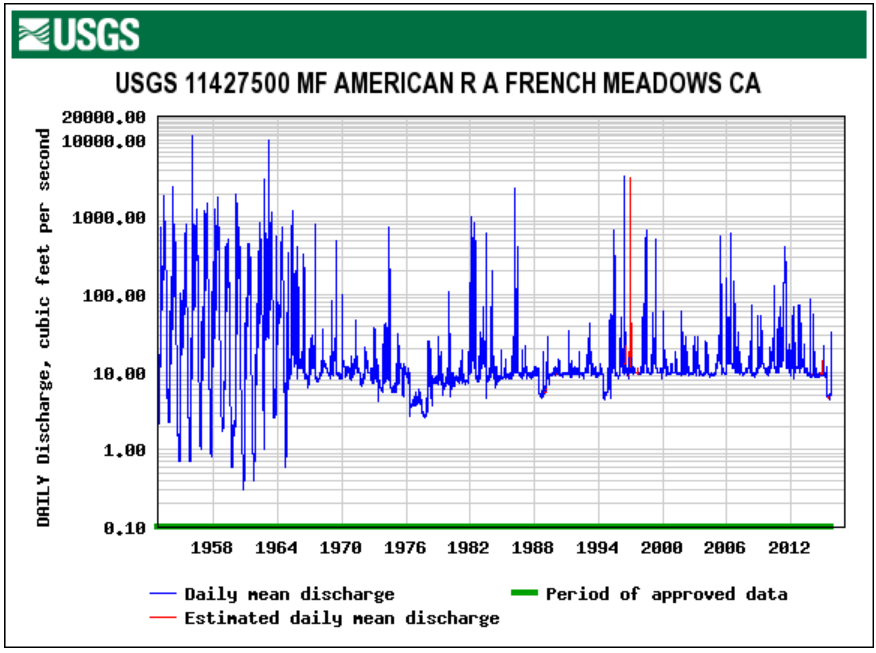 USGS
USGS 11427500 MF AMERICAN R A FRENCH MEADOWS CA
DAILY Discharge, cubic feet per second
20000.00
10000.00
1000.00
100.00
10.00
1.00
0.10
1958 1964 1970 1976 1982 1988 1994 2000 2006 2012
Daily mean discharge Period of approved data
Estimated daily mean discharge